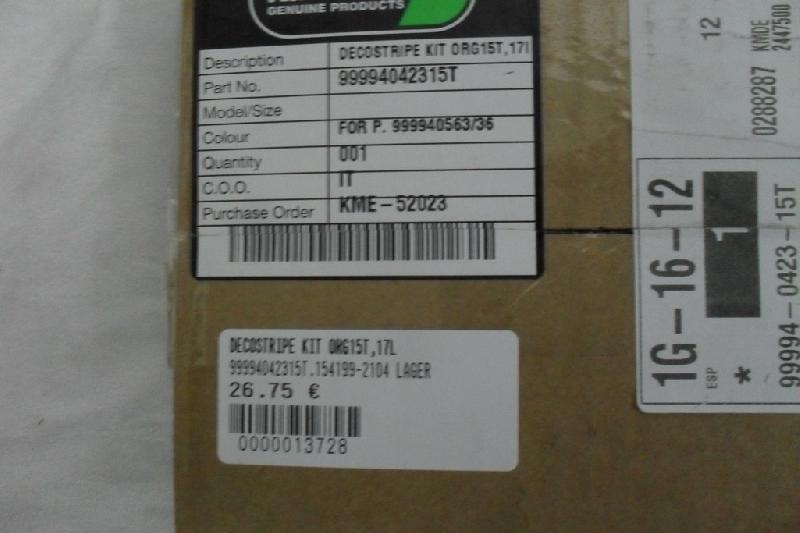 GENUINE PRODUCTS
Description DECOSTRIPE KIT ORG15T,17l
Part No. 99994042315T
Model/Size
Colour FOR P. 999940563/36
Quantity 001
C.O.O. IT
Purchase Order KME-52023
DECOSTRIPE KIT ORG15T,17L
99994042315T.154199-2104 LAGER
26.75 €
0000013728
12
0288287
KMDE
2447500
1G-16-12
ESP
*
1
99994-0423-15T